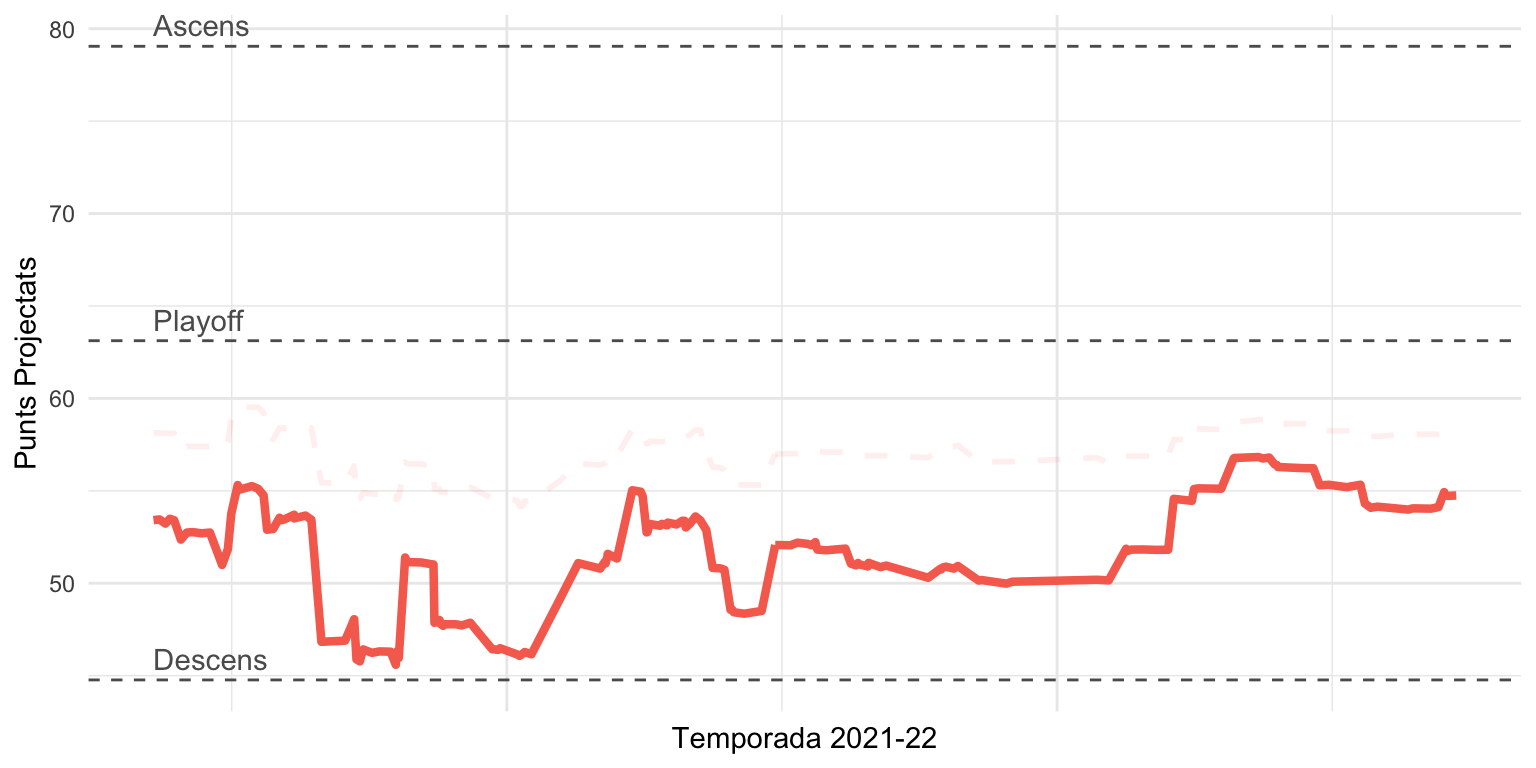 80
Ascens
70
Playoff
60
50
Descens
Punts Projectats
Temporada 2021-22